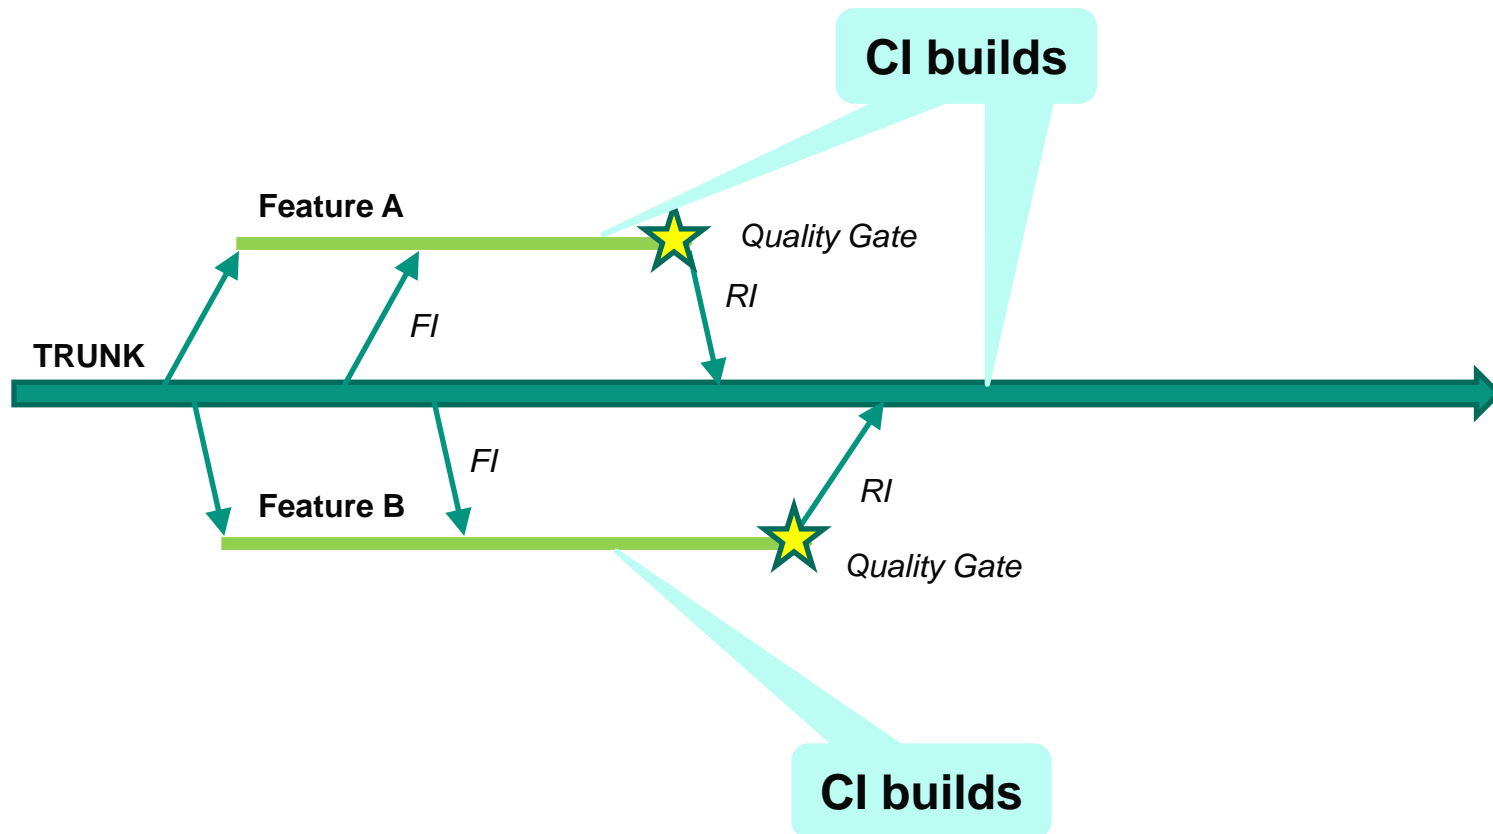 CI builds
Feature A
Quality Gate
RI
FI
TRUNK
FI
RI
Feature B
Quality Gate
CI builds